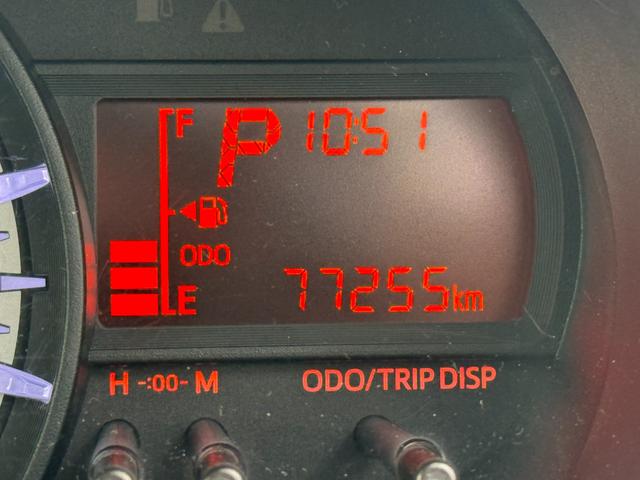 F P 10:51
ODO
E 77255km
H -:00- M ODO/TRIP DISP